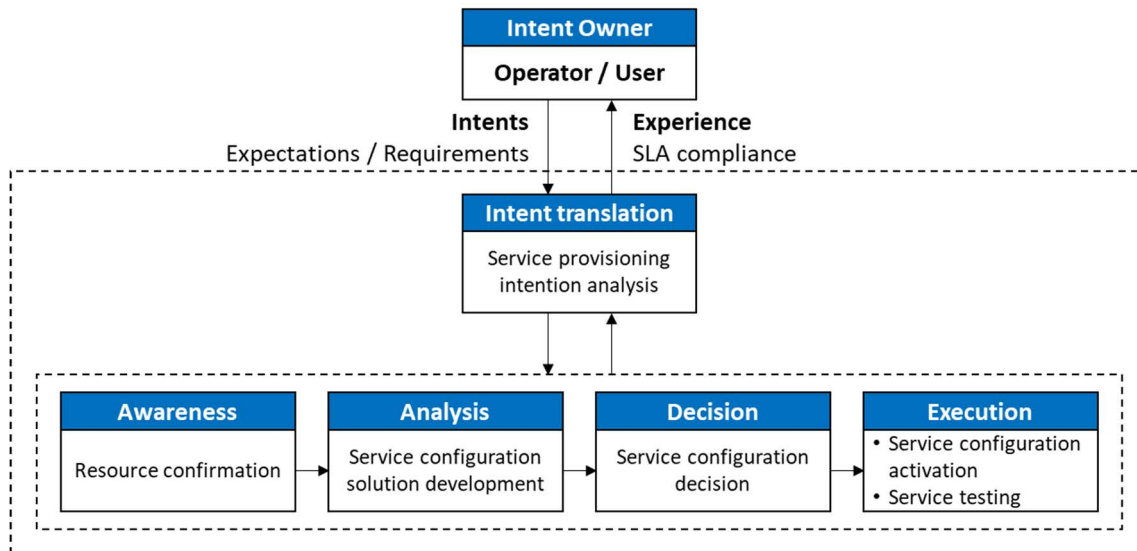 Intent Owner
Operator / User
Intents
Expectations / Requirements
Experience
SLA compliance
Intent translation
Service provisioning
intention analysis
Awareness
Resource confirmation
Analysis
Service configuration
solution development
Decision
Service configuration
decision
Execution
• Service configuration
activation
• Service testing